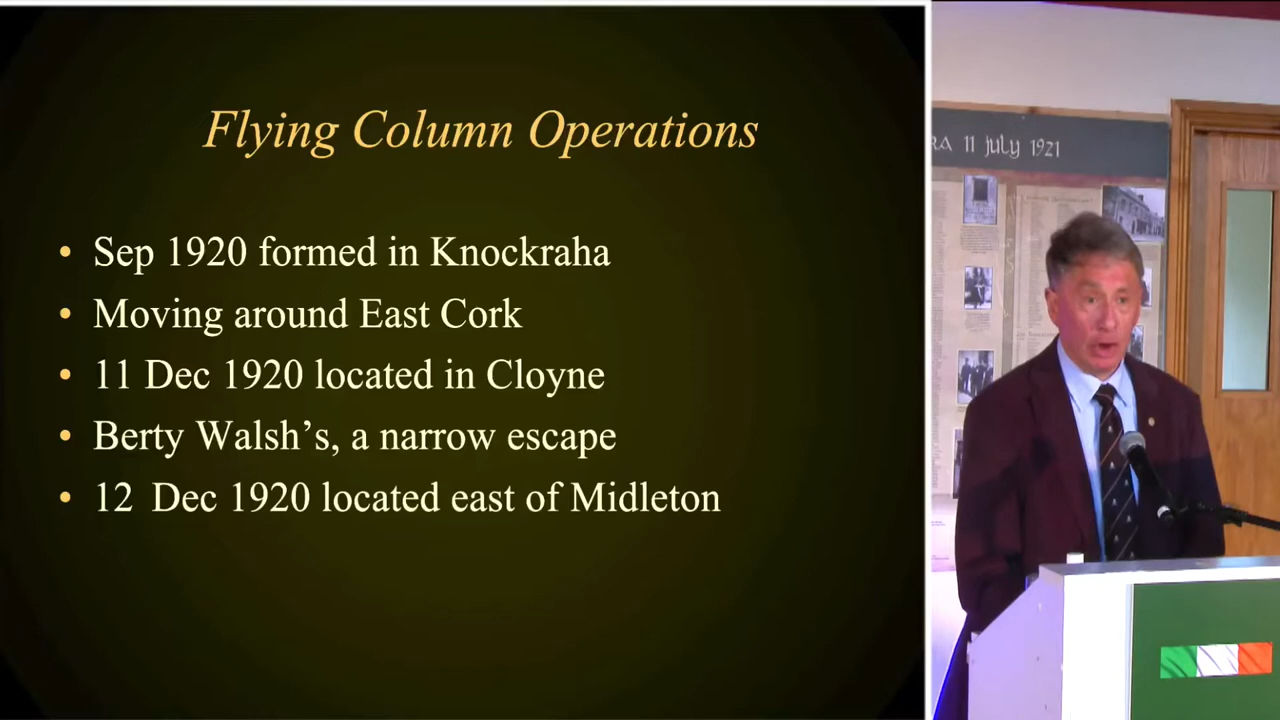 Flying Column Operations
• Sep 1920 formed in Knockraha
• Moving around East Cork
• 11 Dec 1920 located in Cloyne
• Berty Walsh’s, a narrow escape
• 12 Dec 1920 located east of Midleton
RA 11 July 1921